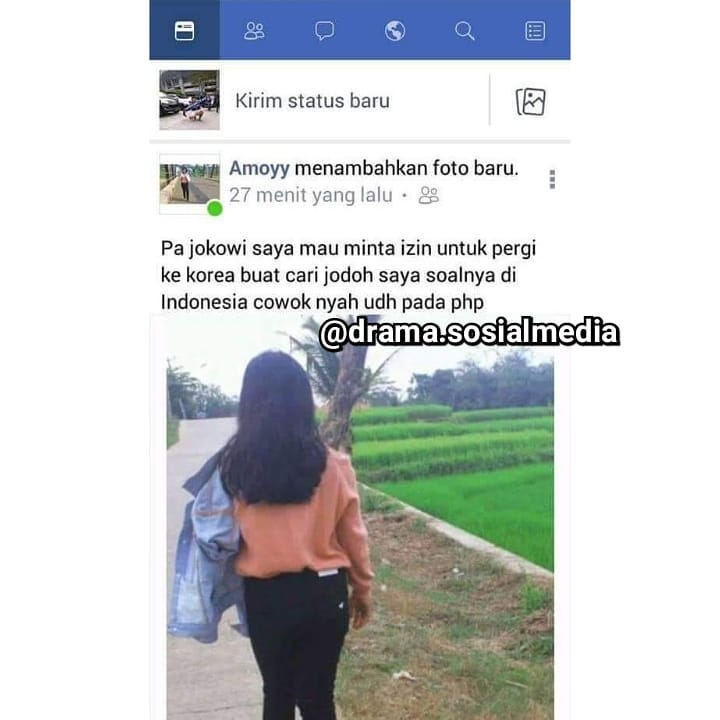 Kirim status baru
Amoyy menambahkan foto baru.
27 menit yang lalu ·
Pa jokowi saya mau minta izin untuk pergi
ke korea buat cari jodoh saya soalnya di
Indonesia cowok nyah udh pada php
@drama.sosialmedia